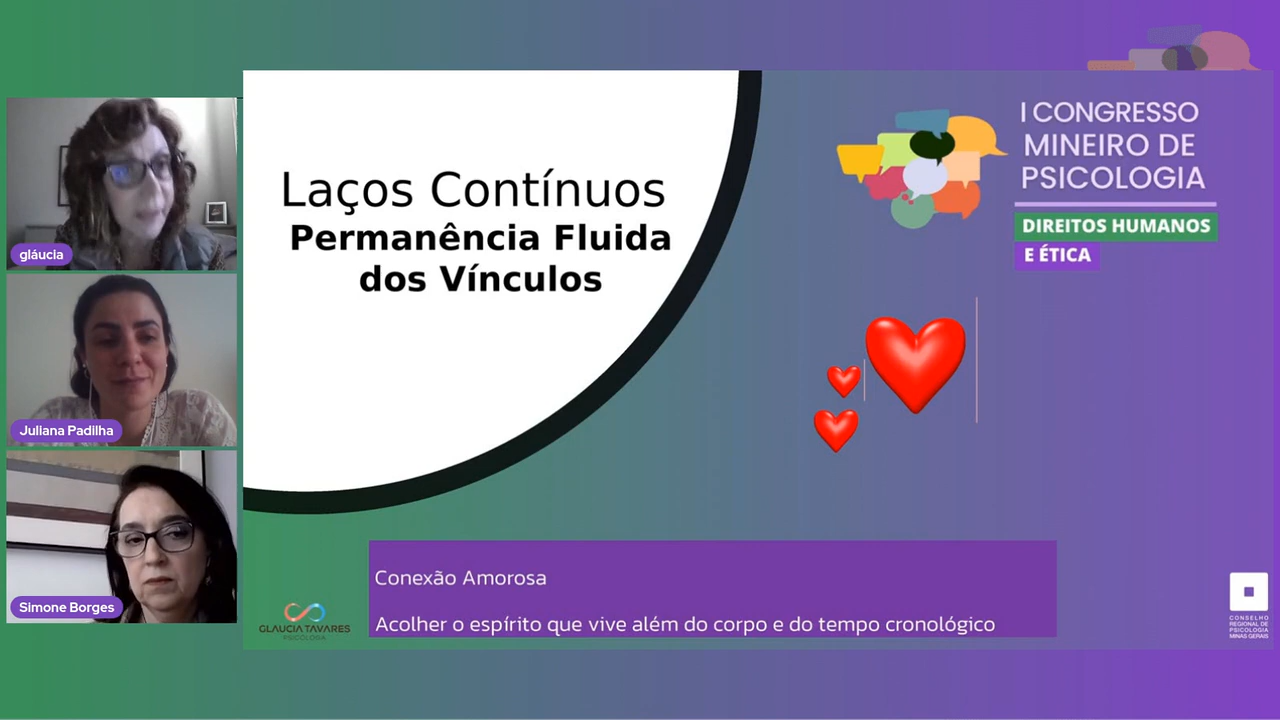 gláucia
Juliana Padilha
Simone Borges
Laços Contínuos
Permanência Fluida
dos Vínculos
I CONGRESSO
MINEIRO DE
PSICOLOGIA
DIREITOS HUMANOS
E ÉTICA
Conexão Amorosa
Acolher o espírito que vive além do corpo e do tempo cronológico
GLAUCIA TAVARES
PSICOLOGIA
CONSELHO
REGIONAL DE
PSICOLOGIA
MINAS GERAIS